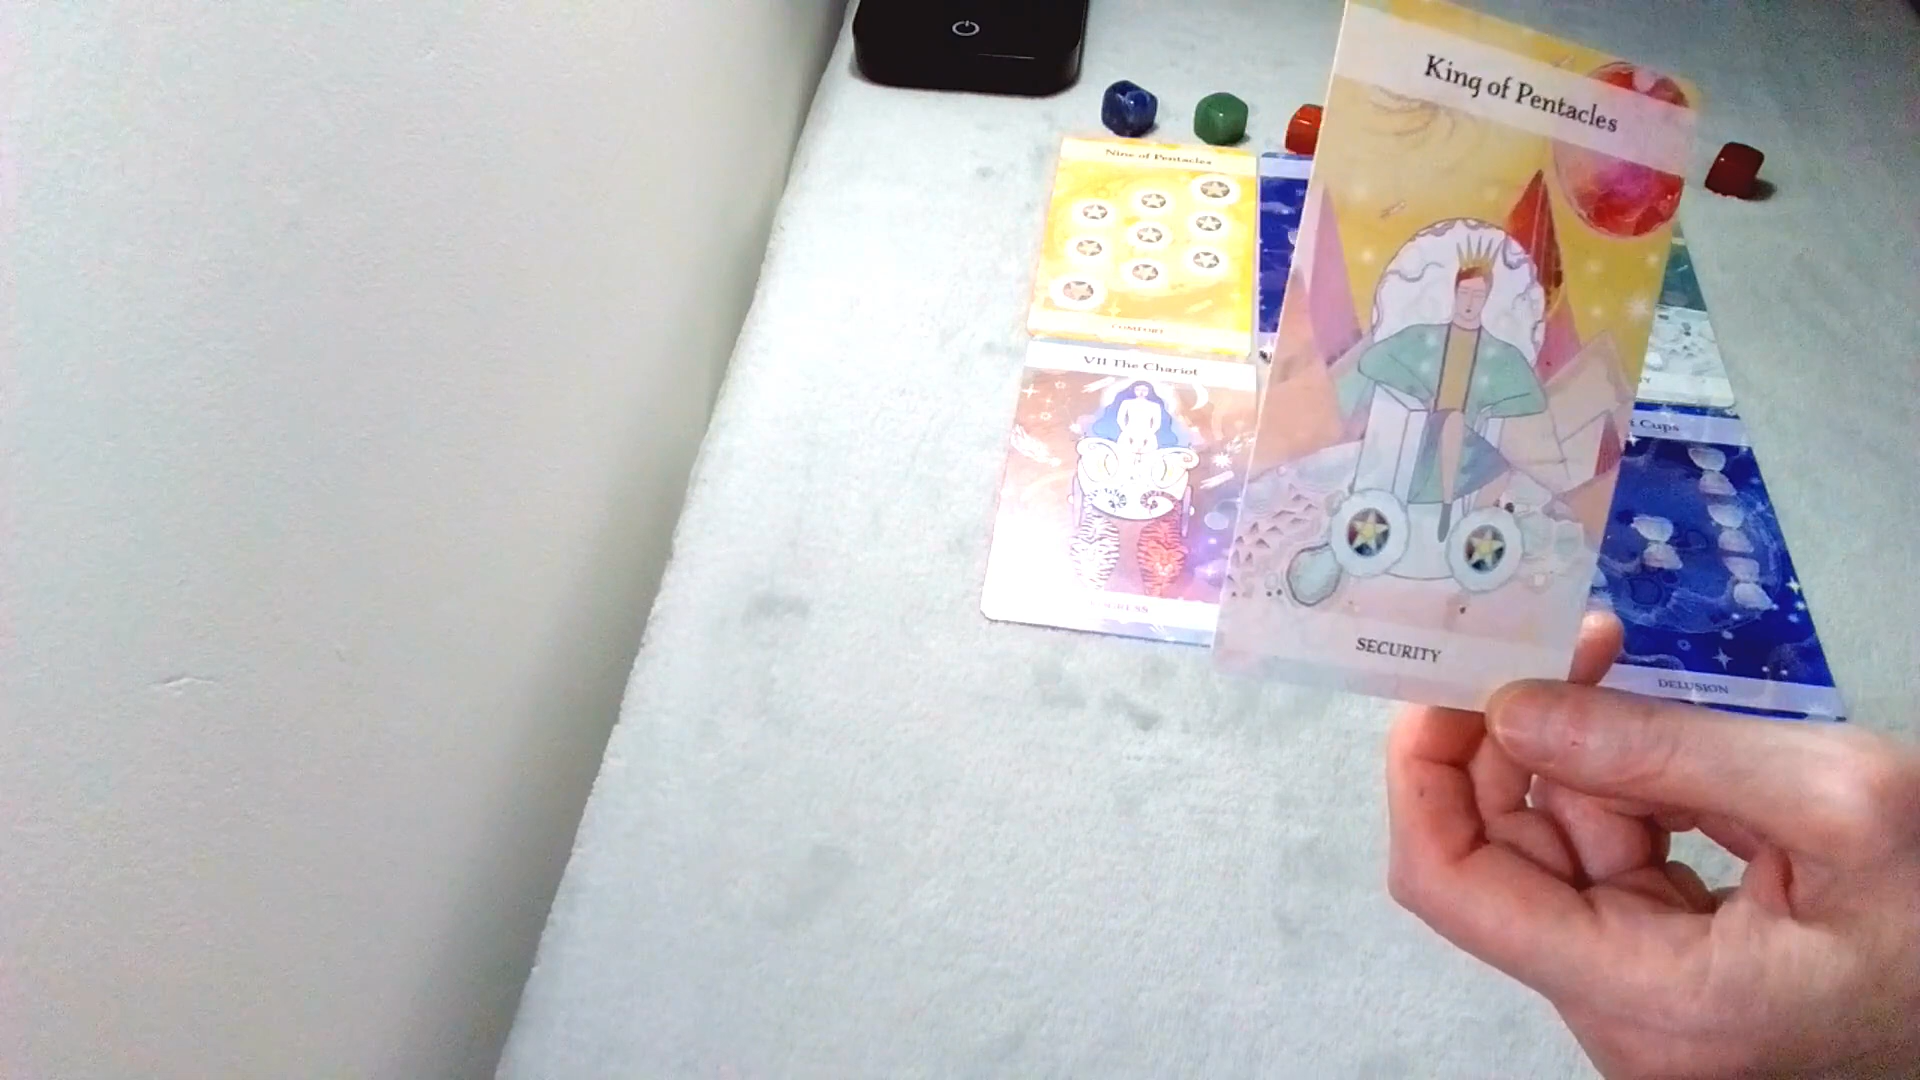 King of Pentacles
SECURITY
Nine of Pentacles
COMFORT
VII The Chariot
Cups
DELUSION